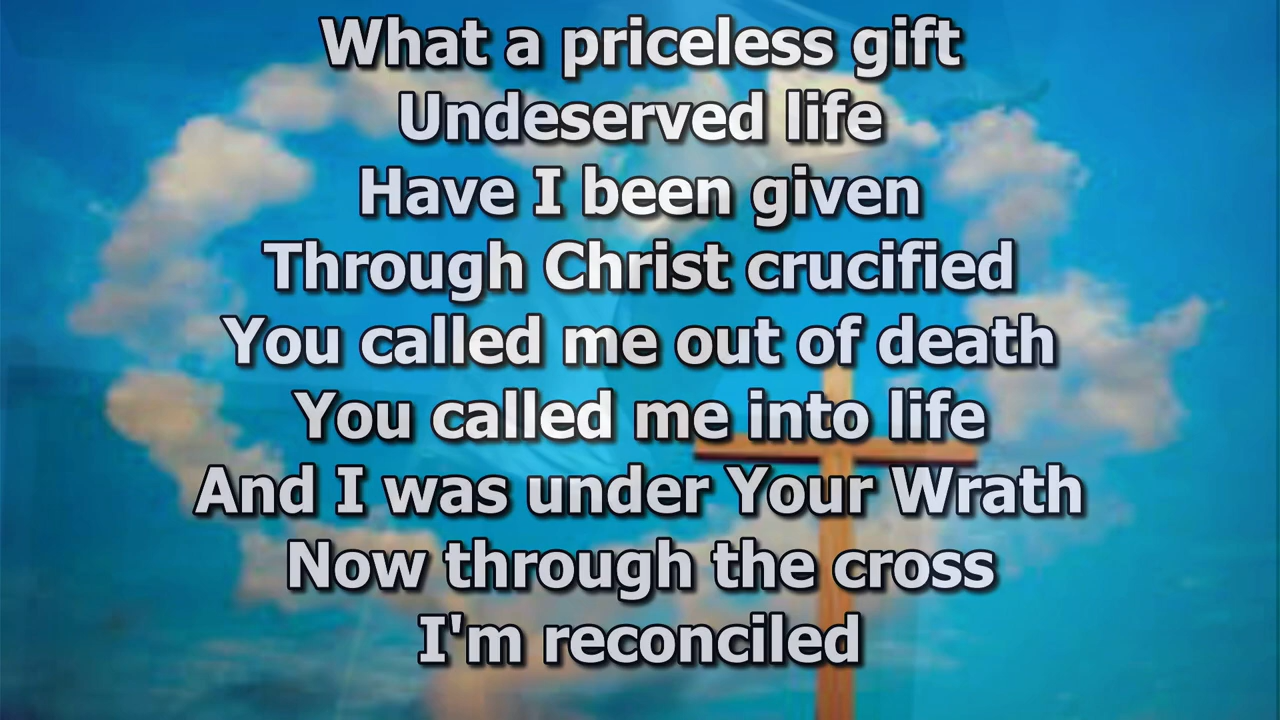 What a priceless gift
Undeserved life
Have I been given
Through Christ crucified
You called me out of death
You called me into life
And I was under Your Wrath
Now through the cross
I'm reconciled